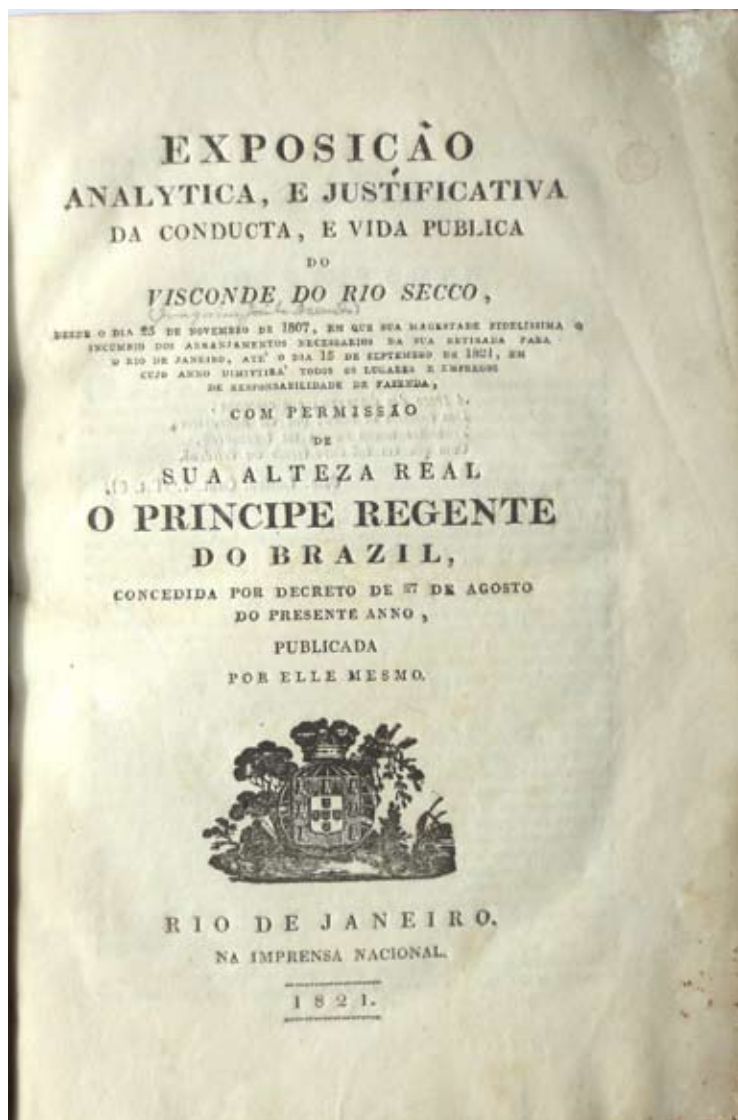 EXPOSIÇÃO
ANALYTICA, E JUSTIFICATIVA
DA CONDUCTA, E VIDA PUBLICA
DO
VISCONDE DO RIO SECCO,
DESDE O DIA 25 DE NOVEMBRO DE 1807, EM QUE SUA MAGESTADE FIDELISSIMA O
INCUMBIO DOS ARRANJAMENTOS NECESSARIOS DA SUA RETIRADA PARA
O RIO DE JANEIRO, ATE' O DIA 15 DE SEPTEMBRO DE 1821, EM
CUJO ANNO DIMITTIRA' TODOS OS LUGARES E EMPREGOS
DE RESPONSABILIDADE DE FAZENDA,
COM PERMISSÃO
DE
SUA ALTEZA REAL
O PRINCIPE REGENTE
DO BRAZIL,
CONCEDIDA POR DECRETO DE 27 DE AGOSTO
DO PRESENTE ANNO,
PUBLICADA
POR ELLE MESMO.
RIO DE JANEIRO.
NA IMPRENSA NACIONAL.
1821.